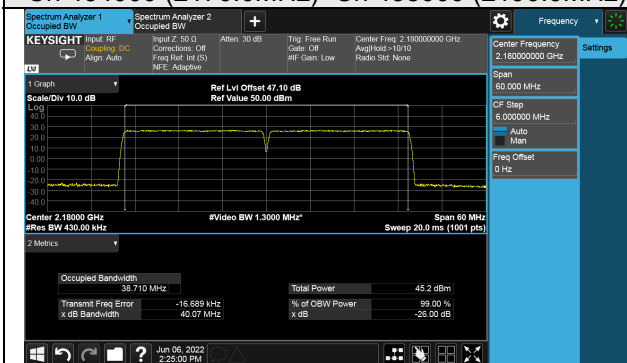 Spectrum Analyzer 1
Occupied BW
Spectrum Analyzer 2
Occupied BW
+
Frequency
KEYSIGHT
Input: RF
Coupling: DC
Align: Auto
Input Z: 50 Ω
Corrections: Off
Freq Ref: Int (S)
NFE: Adaptive
Atten: 30 dB
Trig: Free Run
Gate: Off
#IF Gain: Low
Center Freq: 2.180000000 GHz
Avg|Hold:>10/10
Radio Std: None
LXI
Center Frequency
2.180000000 GHz
Settings
Span
60.000 MHz
CF Step
6.000000 MHz
Auto
Man
Freq Offset
0 Hz
1 Graph
Scale/Div 10.0 dB
Ref Lvl Offset 47.10 dB
Ref Value 50.00 dBm
Log
40.0
30.0
20.0
10.0
0.00
-10.0
-20.0
-30.0
-40.0
Center 2.18000 GHz
#Res BW 430.00 kHz
#Video BW 1.3000 MHz*
Span 60 MHz
Sweep 20.0 ms (1001 pts)
2 Metrics
Occupied Bandwidth
38.710 MHz
Total Power 45.2 dBm
Transmit Freq Error -16.689 kHz
% of OBW Power 99.00 %
x dB Bandwidth 40.07 MHz
x dB -26.00 dB
?
Jun 06, 2022
2:25:00 PM